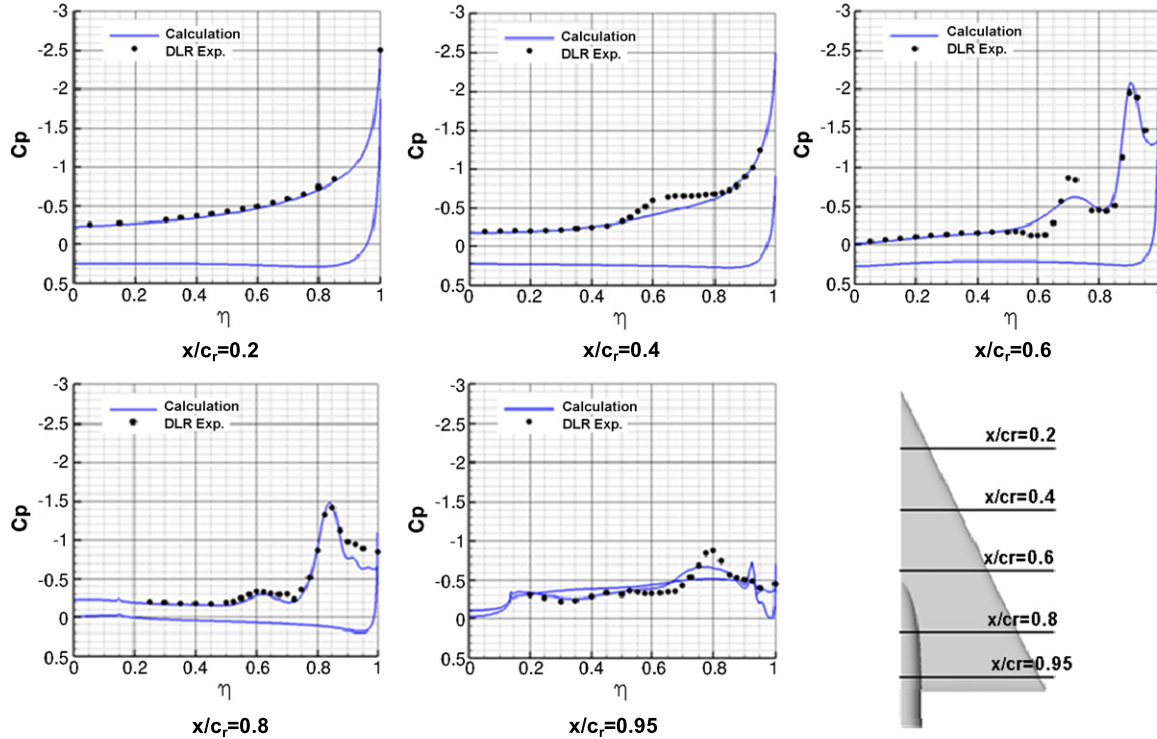 -3
-2.5
-2
-1.5
-1
-0.5
0
0.5
Cp
Calculation
DLR Exp.
0
0.2
0.4
0.6
0.8
1
η
x/cr=0.2
-3
-2.5
-2
-1.5
-1
-0.5
0
0.5
Cp
Calculation
DLR Exp.
0
0.2
0.4
0.6
0.8
1
η
x/cr=0.4
-3
-2.5
-2
-1.5
-1
-0.5
0
0.5
Cp
Calculation
DLR Exp.
0
0.2
0.4
0.6
0.8
η
x/cr=0.6
-3
-2.5
-2
-1.5
-1
-0.5
0
0.5
Cp
Calculation
DLR Exp.
0
0.2
0.4
0.6
0.8
1
η
x/cr=0.8
-3
-2.5
-2
-1.5
-1
-0.5
0
0.5
Cp
Calculation
DLR Exp.
0
0.2
0.4
0.6
0.8
1
η
x/cr=0.95
x/cr=0.2
x/cr=0.4
x/cr=0.6
x/cr=0.8
x/cr=0.95